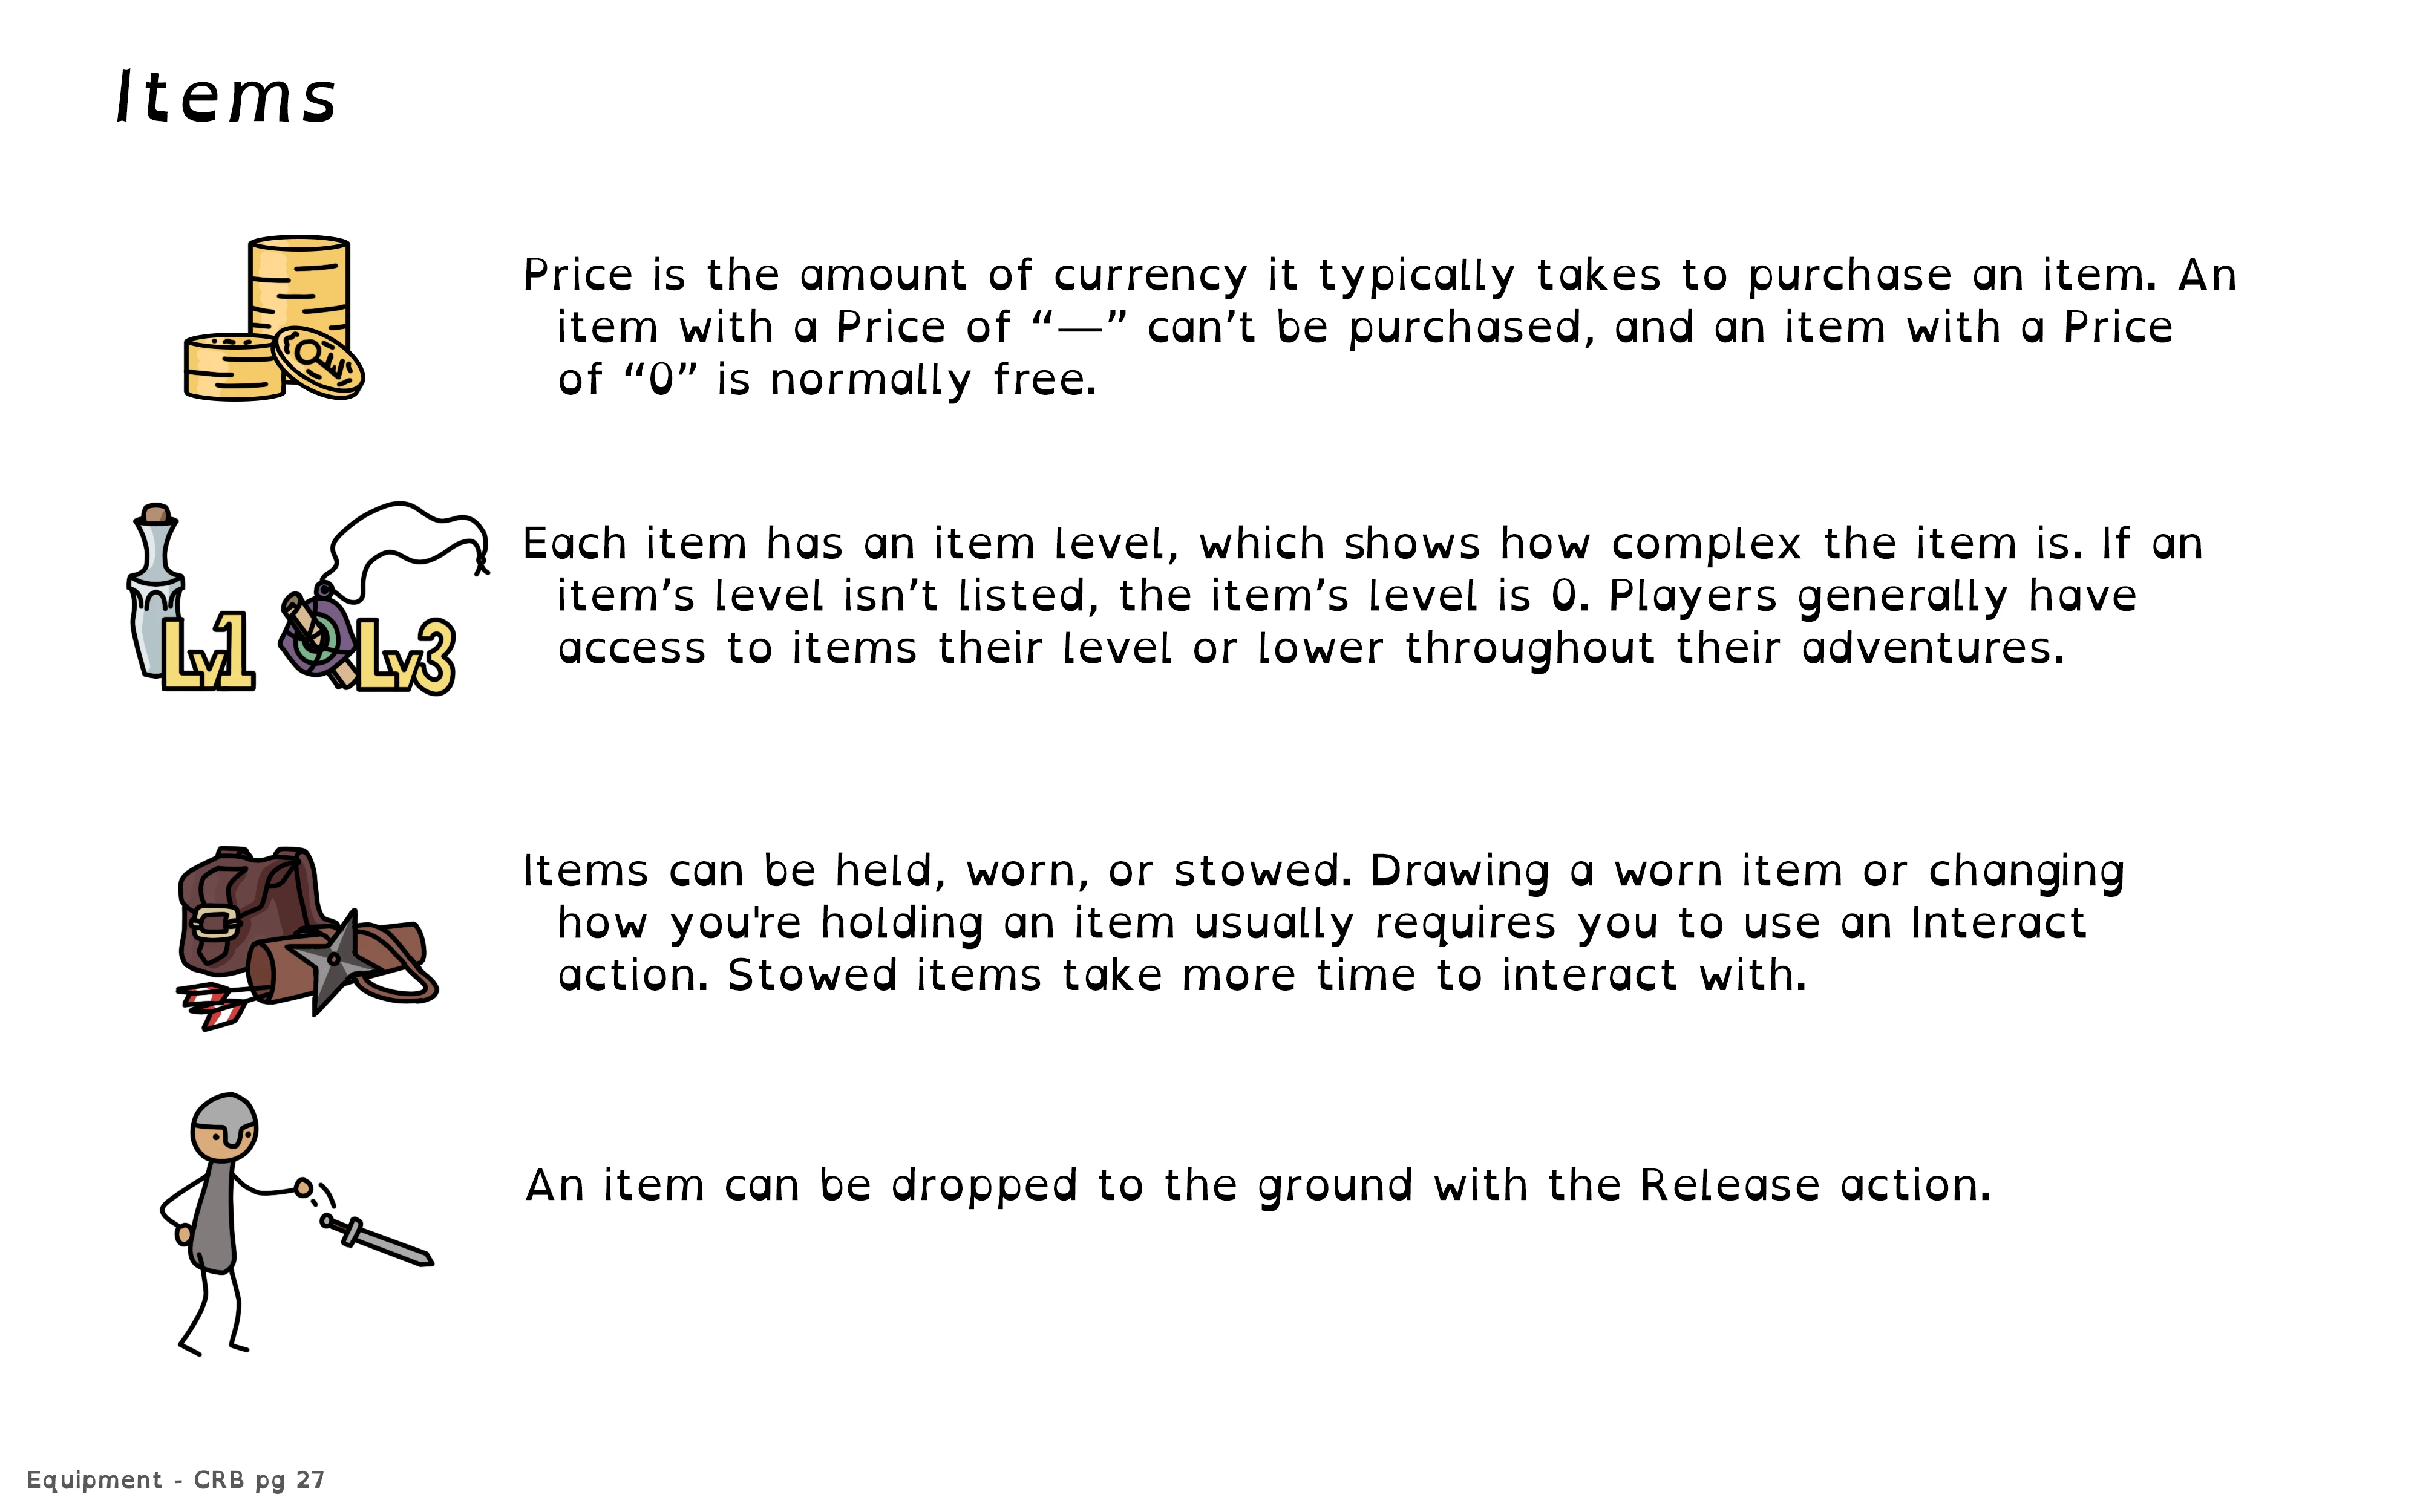 Items
Price is the amount of currency it typically takes to purchase an item. An
item with a Price of “—” can’t be purchased, and an item with a Price
of “0” is normally free.
Lv1 Lv3
Each item has an item level, which shows how complex the item is. If an
item’s level isn’t listed, the item’s level is 0. Players generally have
access to items their level or lower throughout their adventures.
Items can be held, worn, or stowed. Drawing a worn item or changing
how you're holding an item usually requires you to use an Interact
action. Stowed items take more time to interact with.
An item can be dropped to the ground with the Release action.
Equipment - CRB pg 27